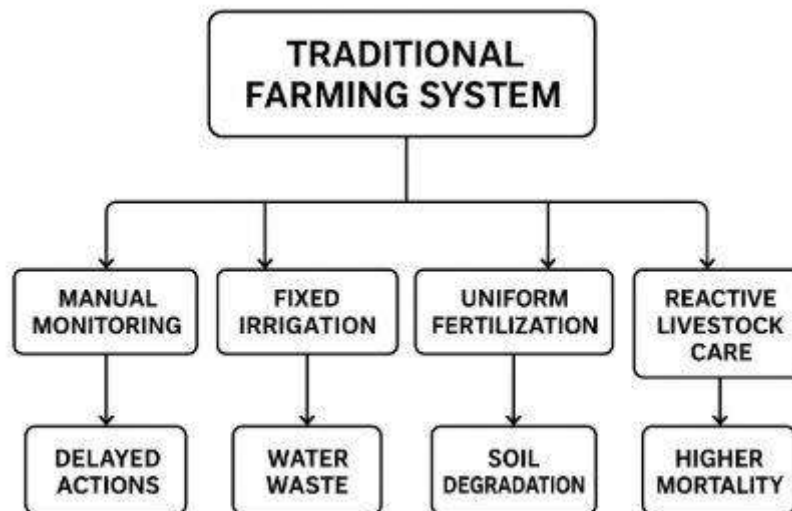 TRADITIONAL
FARMING SYSTEM
MANUAL
MONITORING
FIXED
IRRIGATION
UNIFORM
FERTILIZATION
REACTIVE
LIVESTOCK
CARE
DELAYED
ACTIONS
WATER
WASTE
SOIL
DEGRADATION
HIGHER
MORTALITY